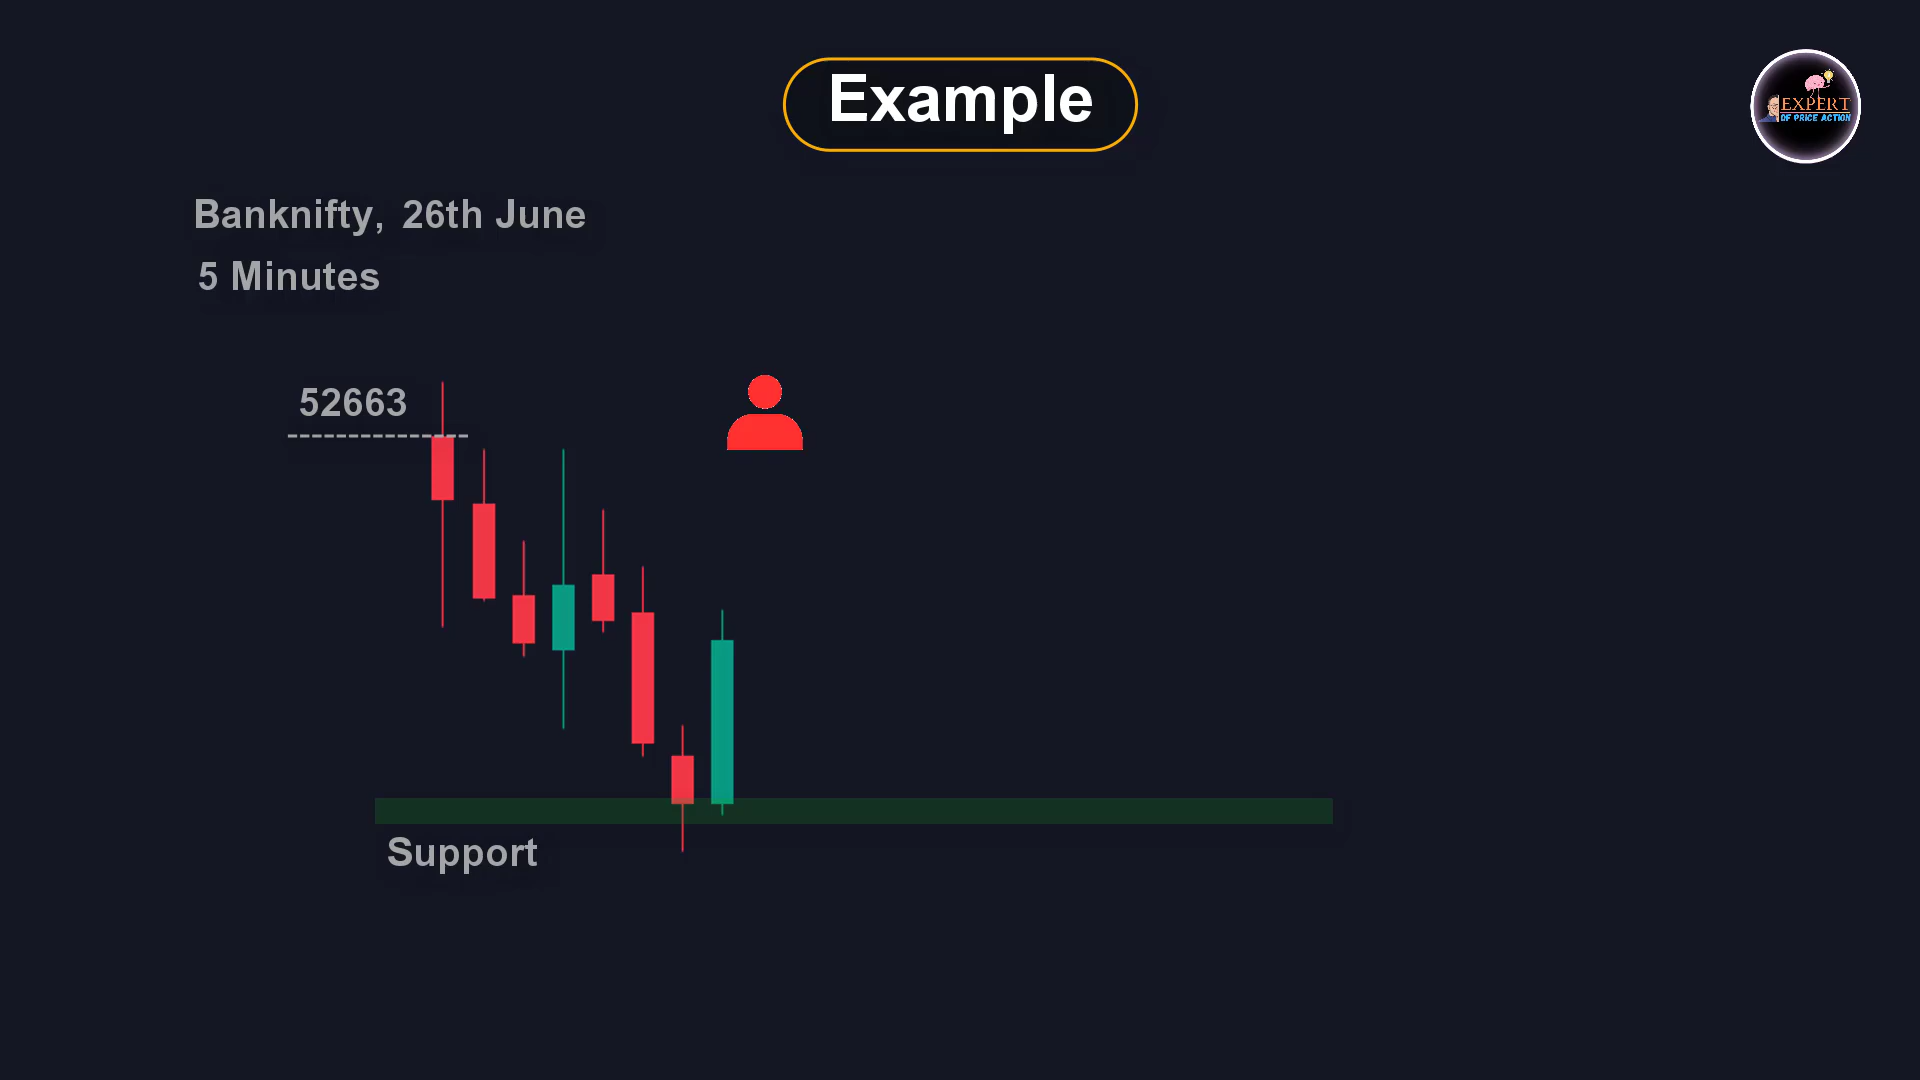 Example
EXPERT
OF PRICE ACTION
Banknifty, 26th June
5 Minutes
52663
Support